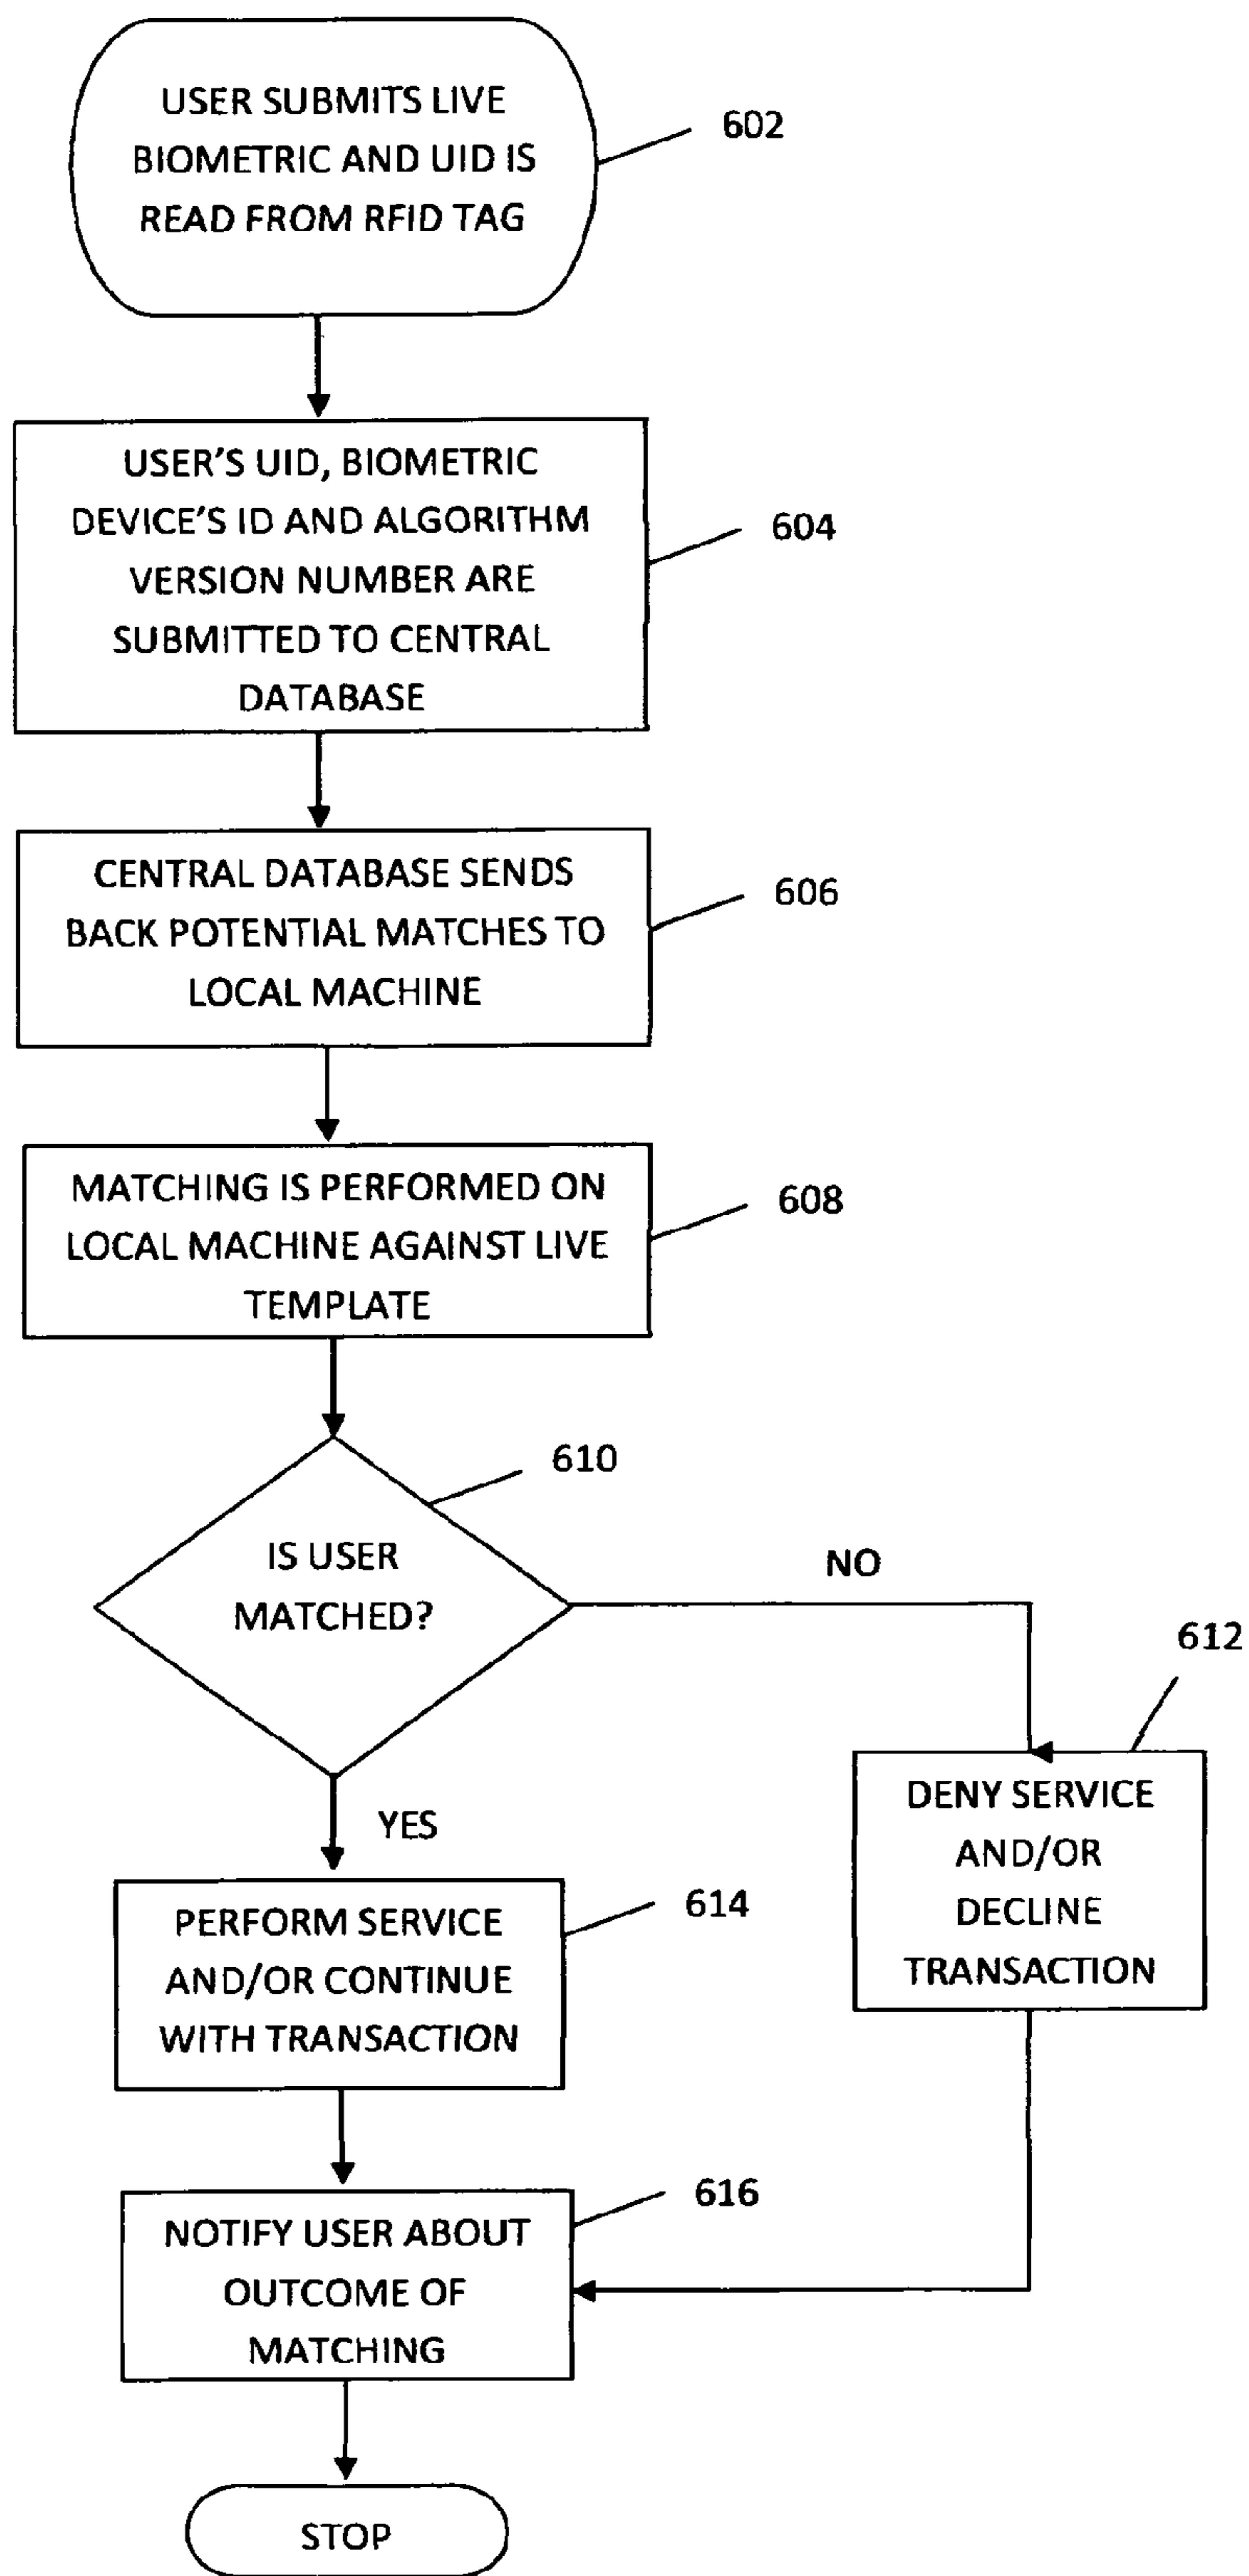 USER SUBMITS LIVE
BIOMETRIC AND UID IS
READ FROM RFID TAG
602
USER'S UID, BIOMETRIC
DEVICE'S ID AND ALGORITHM
VERSION NUMBER ARE
SUBMITTED TO CENTRAL
DATABASE
604
CENTRAL DATABASE SENDS
BACK POTENTIAL MATCHES TO
LOCAL MACHINE
606
MATCHING IS PERFORMED ON
LOCAL MACHINE AGAINST LIVE
TEMPLATE
608
610
IS USER
MATCHED?
NO
612
DENY SERVICE
AND/OR
DECLINE
TRANSACTION
YES
PERFORM SERVICE
AND/OR CONTINUE
WITH TRANSACTION
614
NOTIFY USER ABOUT
OUTCOME OF
MATCHING
616
STOP